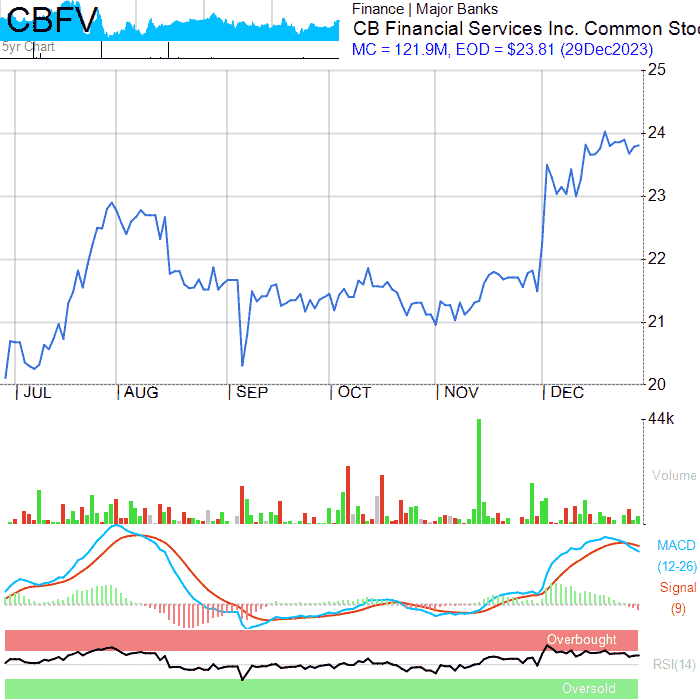 CBFV
5yr Chart
Finance | Major Banks
CB Financial Services Inc. Common Stoc
MC = 121.9M, EOD = $23.81 (29Dec2023)
25
24
23
22
21
20
JUL
AUG
SEP
OCT
NOV
DEC
44k
Volume
MACD
(12-26)
Signal
(9)
Overbought
RSI(14)
Oversold